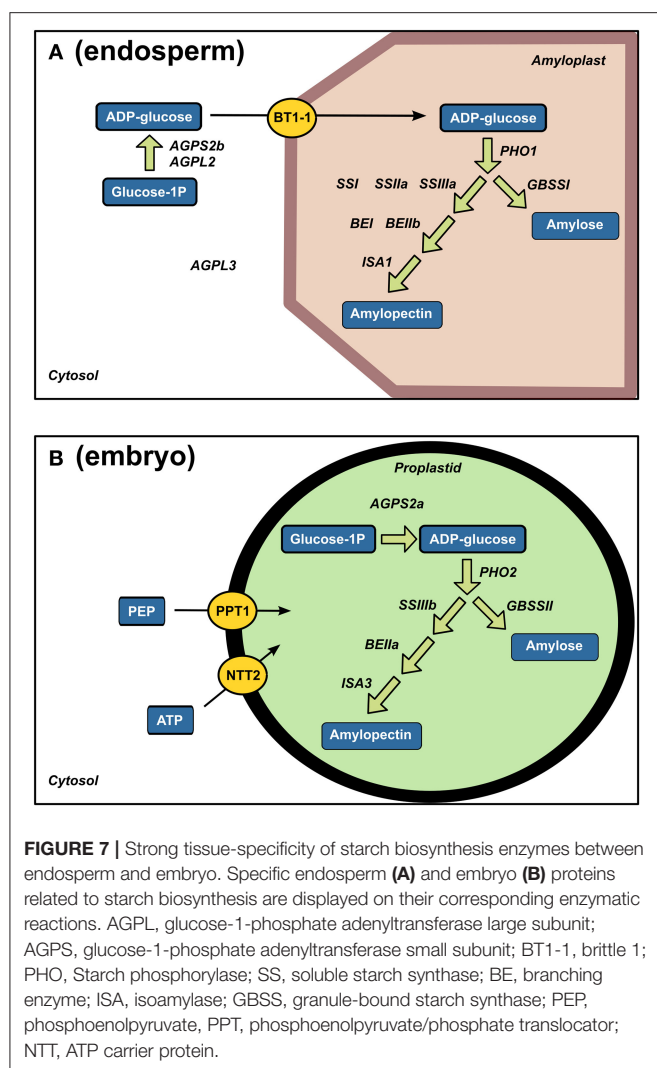 A (endosperm)
Amyloplast
ADP-glucose
BT1-1
ADP-glucose
AGPS2b
AGPL2
PHO1
Glucose-1P
SSI SSIIa SSIIIa
GBSSI
BEI BEIIb
Amylose
ISA1
AGPL3
Amylopectin
Cytosol
B (embryo)
Proplastid
AGPS2a
Glucose-1P
ADP-glucose
PHO2
PEP
PPT1
SSIIIb
GBSSII
BEIIa
Amylose
NTT2
ISA3
ATP
Amylopectin
Cytosol
FIGURE 7 | Strong tissue-specificity of starch biosynthesis enzymes between
endosperm and embryo. Specific endosperm (A) and embryo (B) proteins
related to starch biosynthesis are displayed on their corresponding enzymatic
reactions. AGPL, glucose-1-phosphate adenyltransferase large subunit;
AGPS, glucose-1-phosphate adenyltransferase small subunit; BT1-1, brittle 1;
PHO, Starch phosphorylase; SS, soluble starch synthase; BE, branching
enzyme; ISA, isoamylase; GBSS, granule-bound starch synthase; PEP,
phosphoenolpyruvate, PPT, phosphoenolpyruvate/phosphate translocator;
NTT, ATP carrier protein.